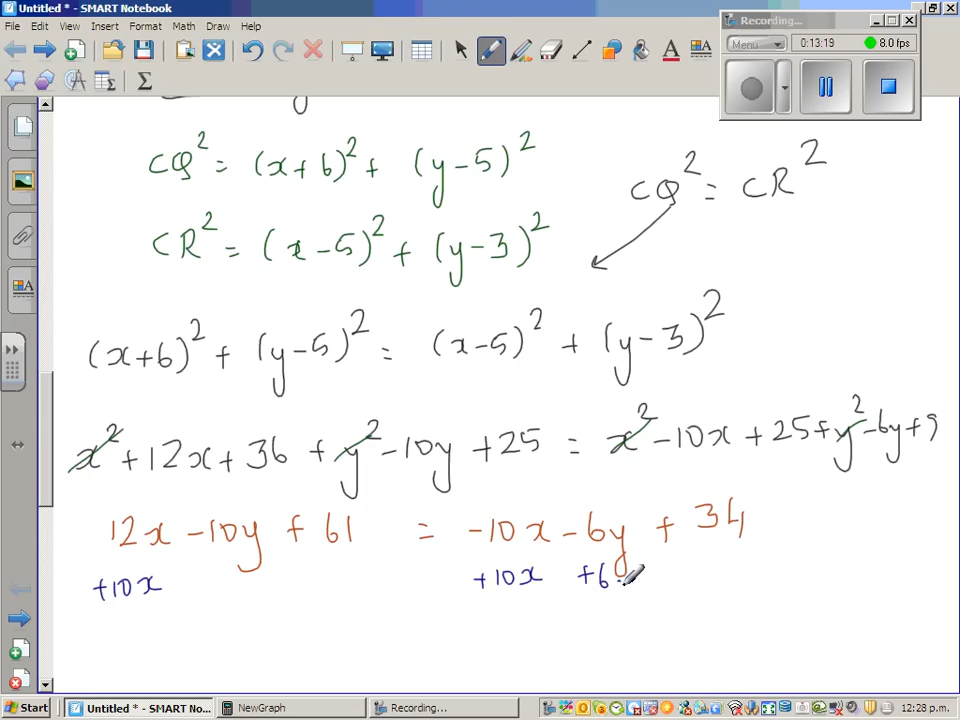 Untitled * - SMART Notebook
File Edit View Insert Format Math Draw Help
Recording...
Menu 0:13:19 8.0 fps
CQ² = (x+6)² + (y-5)²
CQ² = CR²
CR² = (x-5)² + (y-3)²
(x+6)² + (y-5)² = (x-5)² + (y-3)²
x² +12x+36 + y² -10y +25 = x² -10x +25+y²-6y+9
12x -10y + 61 = -10x -6y + 34
+10x +10x +6
Start Untitled * - SMART No... NewGraph Recording... 12:28 p.m.